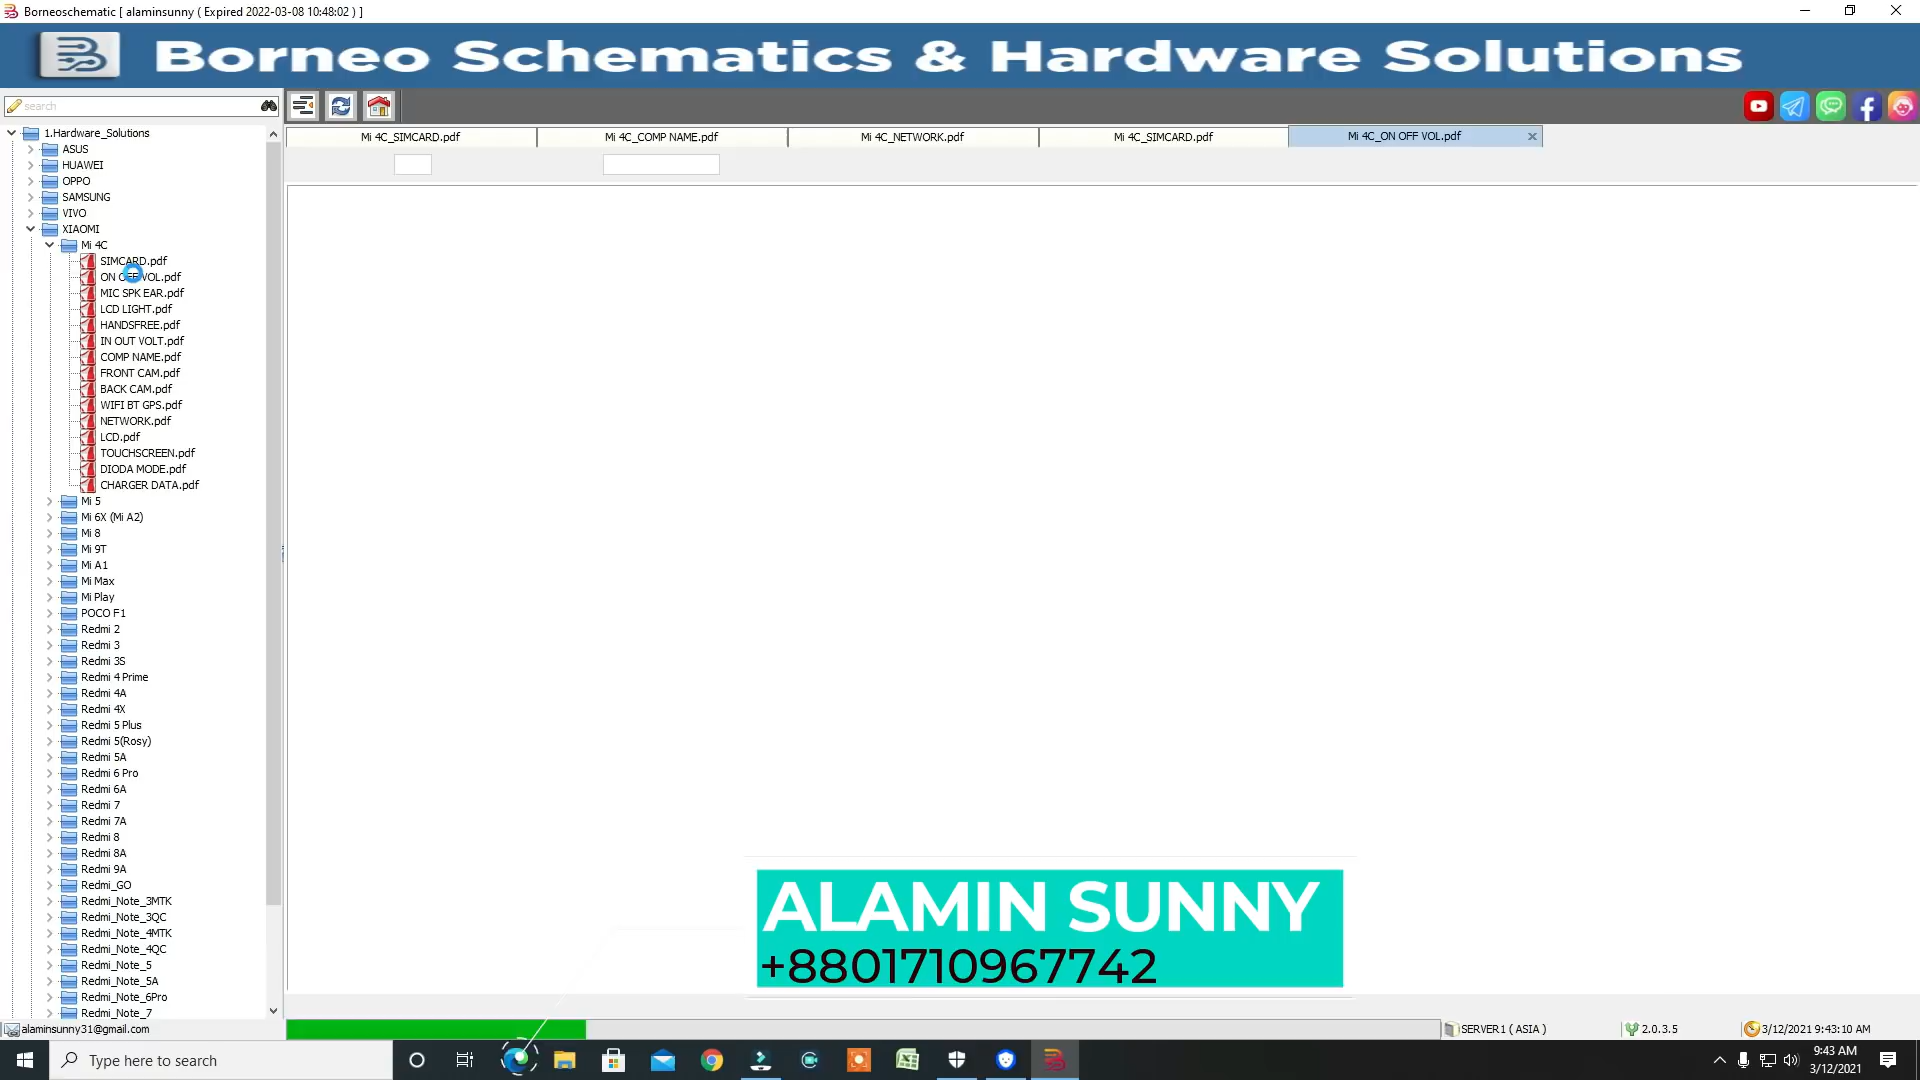 Borneoschematic [ alaminsunny ( Expired 2022-03-08 10:48:02 ) ]
Borneo Schematics & Hardware Solutions
search
1.Hardware_Solutions
ASUS
HUAWEI
OPPO
SAMSUNG
VIVO
XIAOMI
Mi 4C
SIMCARD.pdf
ON OFF VOL.pdf
MIC SPK EAR.pdf
LCD LIGHT.pdf
HANDSFREE.pdf
IN OUT VOLT.pdf
COMP NAME.pdf
FRONT CAM.pdf
BACK CAM.pdf
WIFI BT GPS.pdf
NETWORK.pdf
LCD.pdf
TOUCHSCREEN.pdf
DIODA MODE.pdf
CHARGER DATA.pdf
Mi 5
Mi 6X (Mi A2)
Mi 8
Mi 9T
Mi A1
Mi Max
Mi Play
POCO F1
Redmi 2
Redmi 3
Redmi 3S
Redmi 4 Prime
Redmi 4A
Redmi 4X
Redmi 5 Plus
Redmi 5(Rosy)
Redmi 5A
Redmi 6 Pro
Redmi 6A
Redmi 7
Redmi 7A
Redmi 8
Redmi 8A
Redmi 9A
Redmi_GO
Redmi_Note_3MTK
Redmi_Note_3QC
Redmi_Note_4MTK
Redmi_Note_4QC
Redmi_Note_5
Redmi_Note_5A
Redmi_Note_6Pro
Redmi_Note_7
Mi 4C_SIMCARD.pdf
Mi 4C_COMP NAME.pdf
Mi 4C_NETWORK.pdf
Mi 4C_SIMCARD.pdf
Mi 4C_ON OFF VOL.pdf
ALAMIN SUNNY
+8801710967742
alaminsunny31@gmail.com
SERVER1 ( ASIA )
2.0.3.5
3/12/2021 9:43:10 AM
Type here to search
9:43 AM
3/12/2021